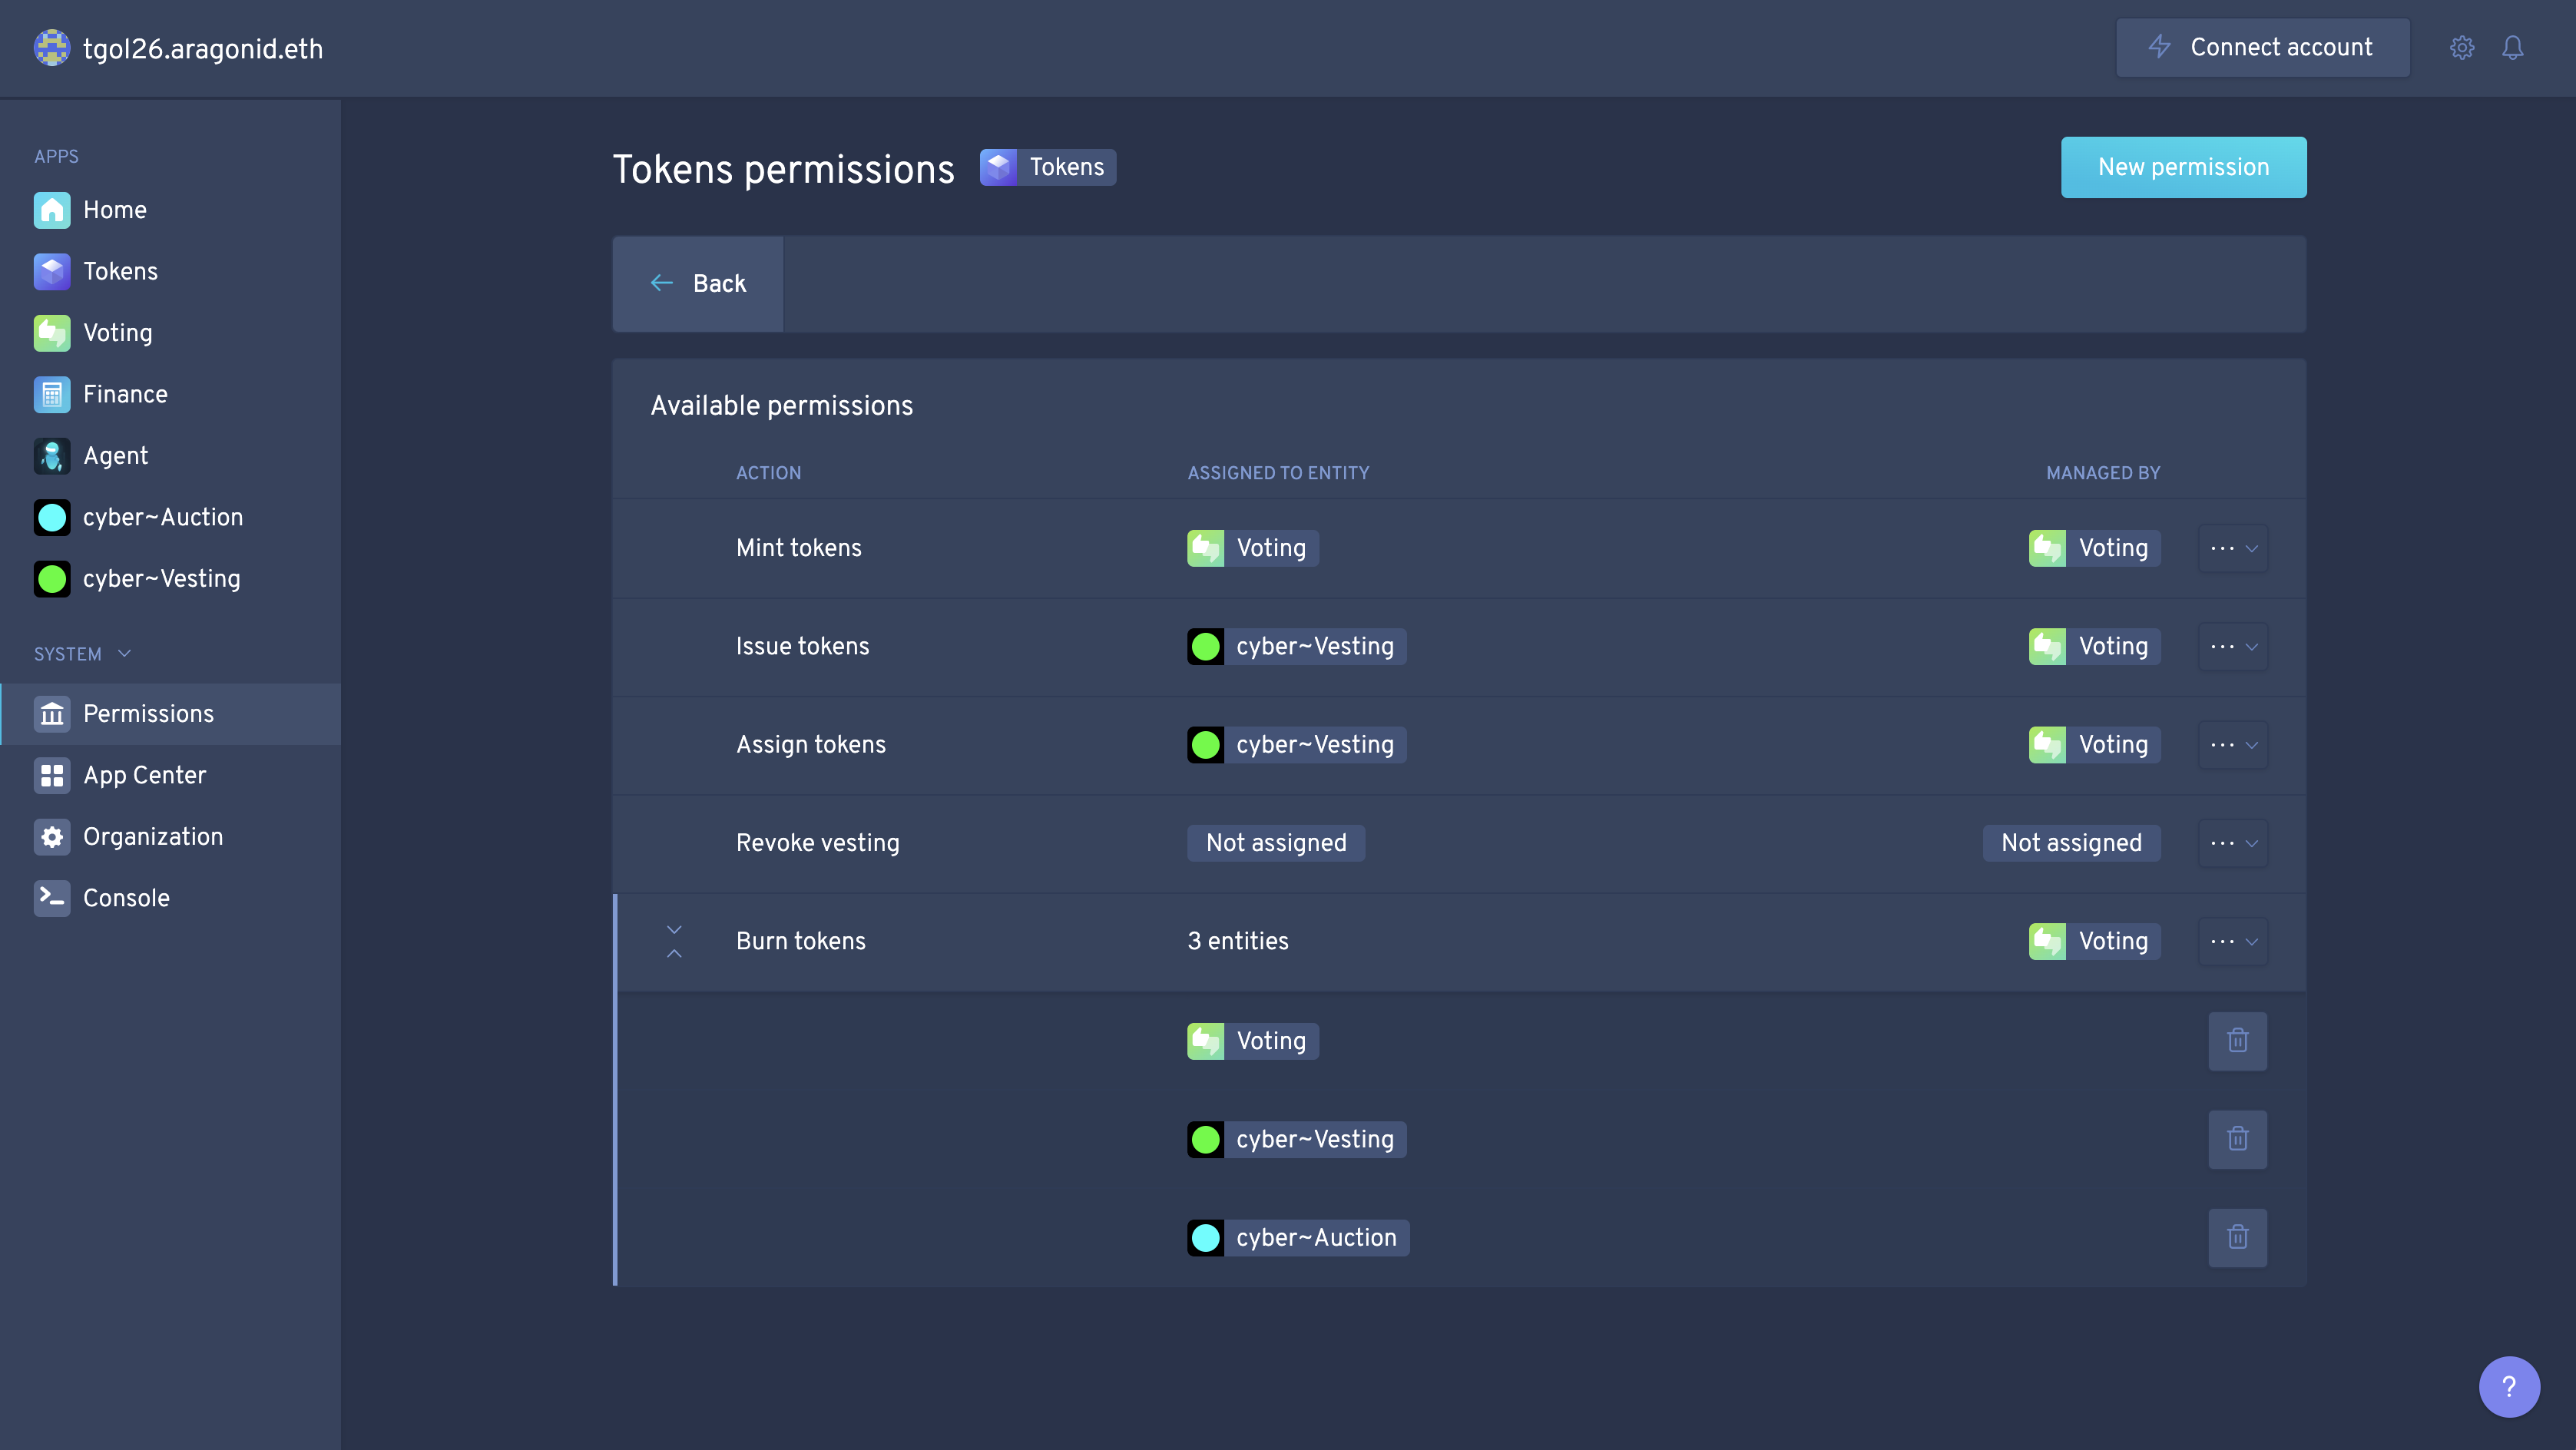 tgol26.aragonid.eth
Connect account
APPS
Home
Tokens
Voting
Finance
Agent
cyber~Auction
cyber~Vesting
SYSTEM
Permissions
App Center
Organization
Console
Tokens permissions
Tokens
New permission
Back
Available permissions
ACTION ASSIGNED TO ENTITY MANAGED BY
Mint tokens Voting Voting
Issue tokens cyber~Vesting Voting
Assign tokens cyber~Vesting Voting
Revoke vesting Not assigned Not assigned
Burn tokens 3 entities Voting
Voting
cyber~Vesting
cyber~Auction
?